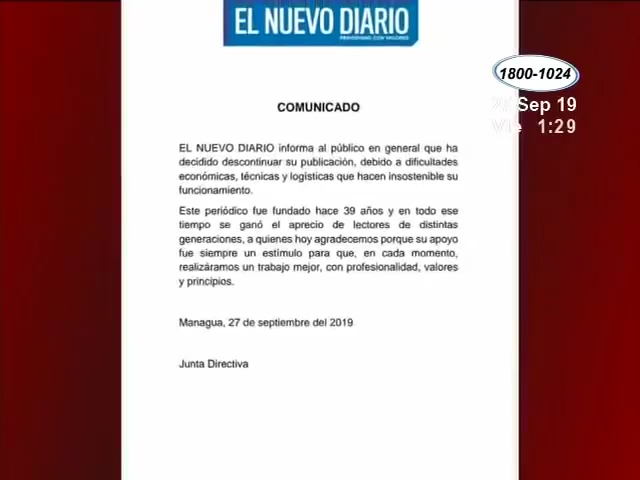 EL NUEVO DIARIO
PERIODISMO CON VALORES
1800-1024
Sep 19
Vie 1:29
COMUNICADO
EL NUEVO DIARIO informa al público en general que ha
decidido descontinuar su publicación, debido a dificultades
económicas, técnicas y logísticas que hacen insostenible su
funcionamiento.
Este periódico fue fundado hace 39 años y en todo ese
tiempo se ganó el aprecio de lectores de distintas
generaciones, a quienes hoy agradecemos porque su apoyo
fue siempre un estímulo para que, en cada momento,
realizáramos un trabajo mejor, con profesionalidad, valores
y principios.
Managua, 27 de septiembre del 2019
Junta Directiva